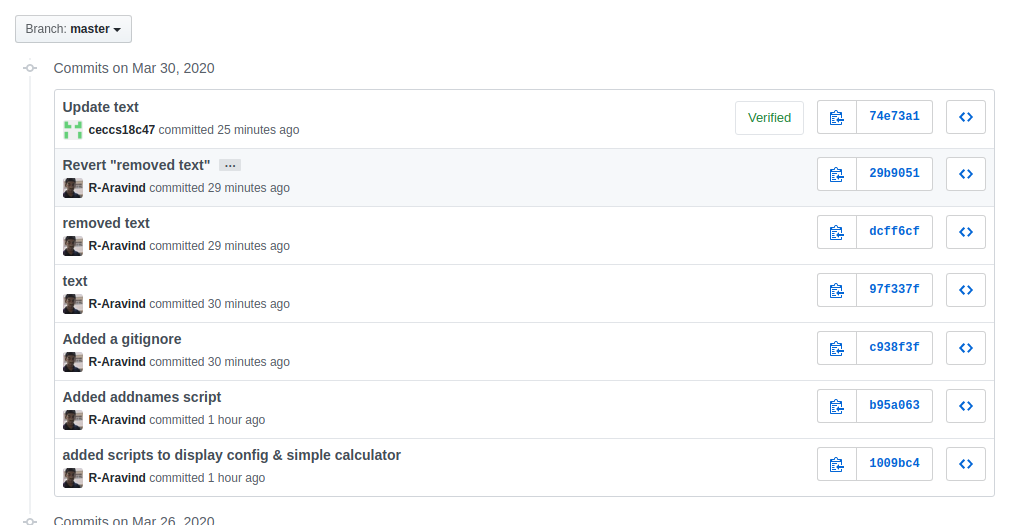 Branch: master
Commits on Mar 30, 2020
Update text
ceccs18c47 committed 25 minutes ago
Verified
74e73a1
Revert "removed text" …
R-Aravind committed 29 minutes ago
29b9051
removed text
R-Aravind committed 29 minutes ago
dcff6cf
text
R-Aravind committed 30 minutes ago
97f337f
Added a gitignore
R-Aravind committed 30 minutes ago
c938f3f
Added addnames script
R-Aravind committed 1 hour ago
b95a063
added scripts to display config & simple calculator
R-Aravind committed 1 hour ago
1009bc4
Commits on Mar 26, 2020